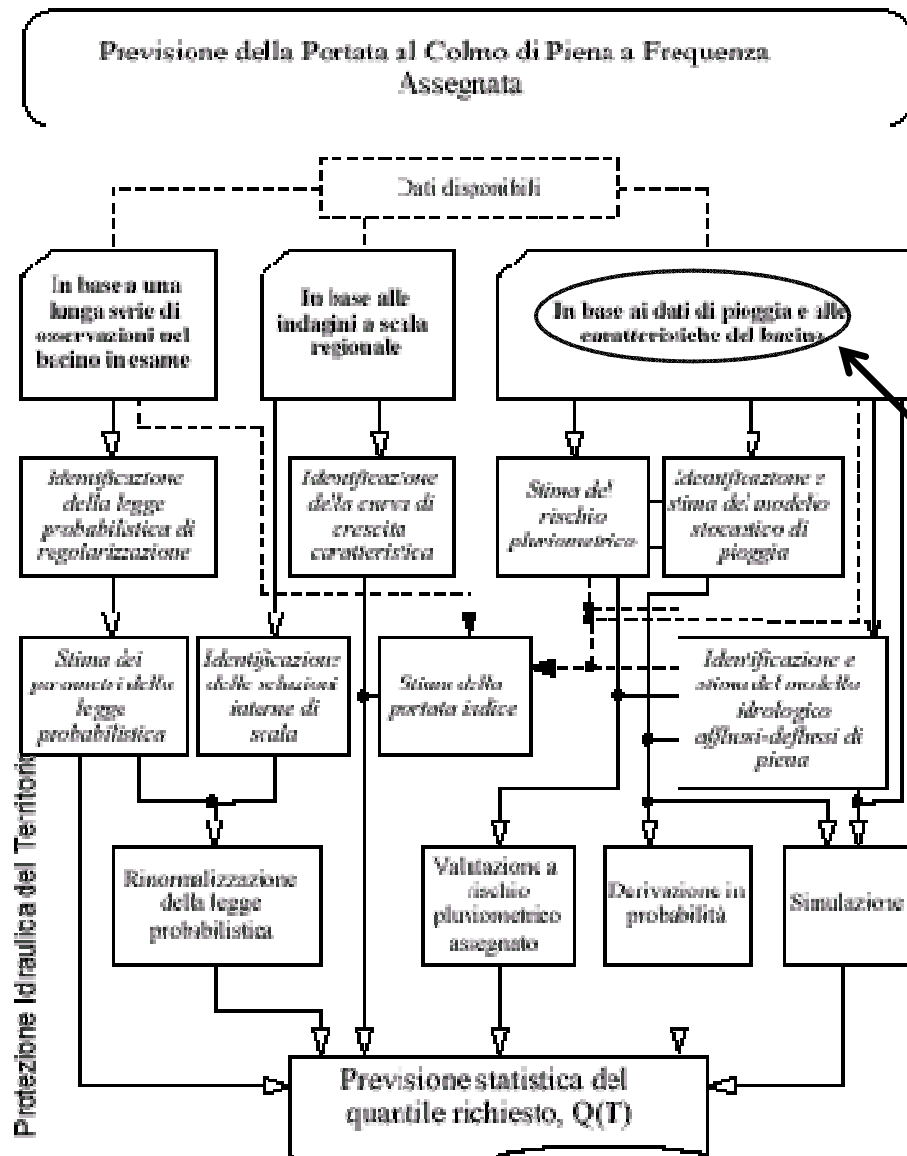 Previsione della Portata al Colmo di Piena a Frequenza
Assegnata
Dati disponibili
In base a una
lunga serie di
osservazioni nel
bacino in esame
In base alle
indagini a scala
regionale
In base ai dati di pioggia e alle
caratteristiche del bacino
Identificazione
della legge
probabilistica di
regolarizzazione
Identificazione
della curva di
crescita
caratteristica
Stima del
rischio
pluviometrico
Identificazione e
stima del modello
stocastico di
pioggia
Stima dei
parametri della
legge
probabilistica
Identificazione
delle relazioni
interne di
scala
Stima della
portata indice
Identificazione e
stima del modello
idrologico
afflussi-deflussi di
piena
Rinormalizzazione
della legge
probabilistica
Valutazione a
rischio
pluviometrico
assegnato
Derivazione in
probabilità
Simulazione
Previsione statistica del
quantile richiesto, Q(T)
Protezione Idraulica del Territorio